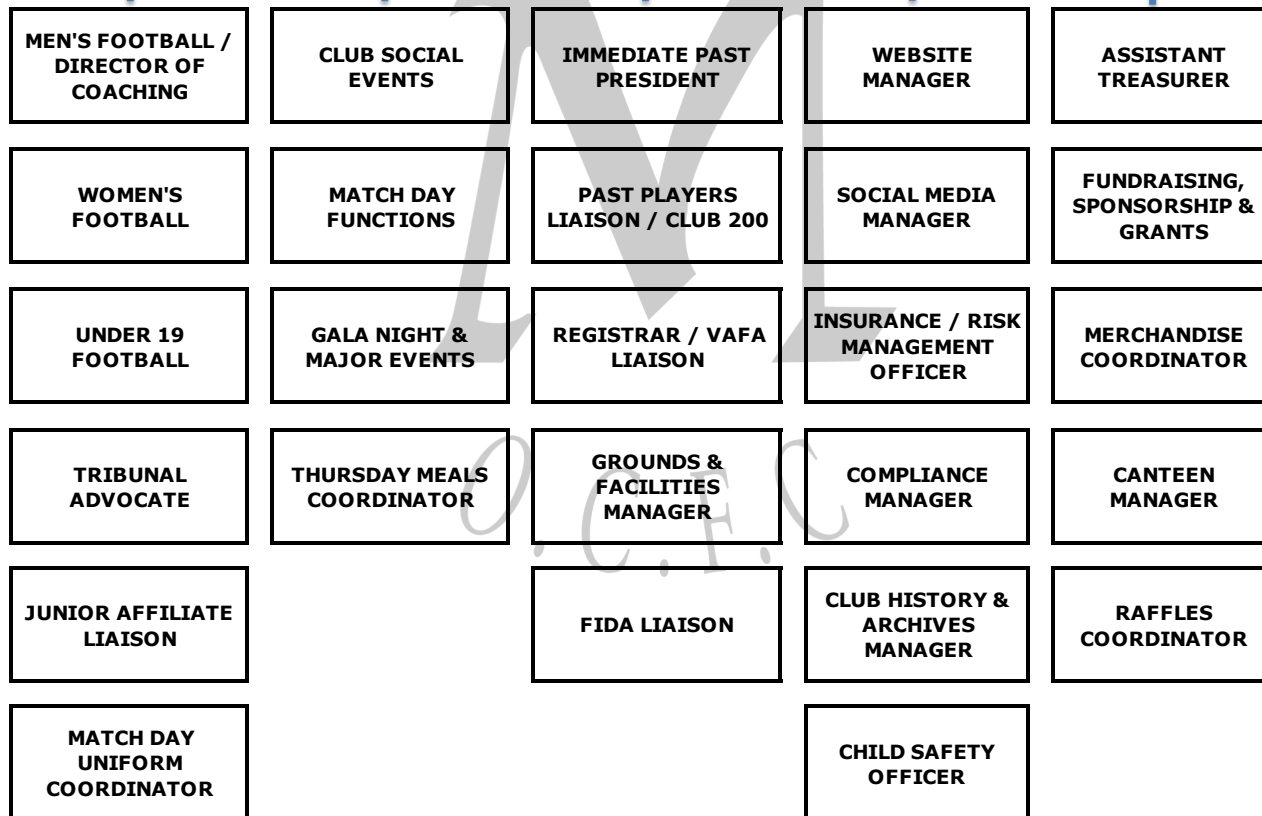 MEN'S FOOTBALL /
DIRECTOR OF
COACHING
CLUB SOCIAL
EVENTS
IMMEDIATE PAST
PRESIDENT
WEBSITE
MANAGER
ASSISTANT
TREASURER
WOMEN'S
FOOTBALL
MATCH DAY
FUNCTIONS
PAST PLAYERS
LIAISON / CLUB 200
SOCIAL MEDIA
MANAGER
FUNDRAISING,
SPONSORSHIP &
GRANTS
UNDER 19
FOOTBALL
GALA NIGHT &
MAJOR EVENTS
REGISTRAR / VAFA
LIAISON
INSURANCE / RISK
MANAGEMENT
OFFICER
MERCHANDISE
COORDINATOR
TRIBUNAL
ADVOCATE
THURSDAY MEALS
COORDINATOR
GROUNDS &
FACILITIES
MANAGER
COMPLIANCE
MANAGER
CANTEEN
MANAGER
M
O.C.F.C
JUNIOR AFFILIATE
LIAISON
FIDA LIAISON
CLUB HISTORY &
ARCHIVES
MANAGER
RAFFLES
COORDINATOR
MATCH DAY
UNIFORM
COORDINATOR
CHILD SAFETY
OFFICER